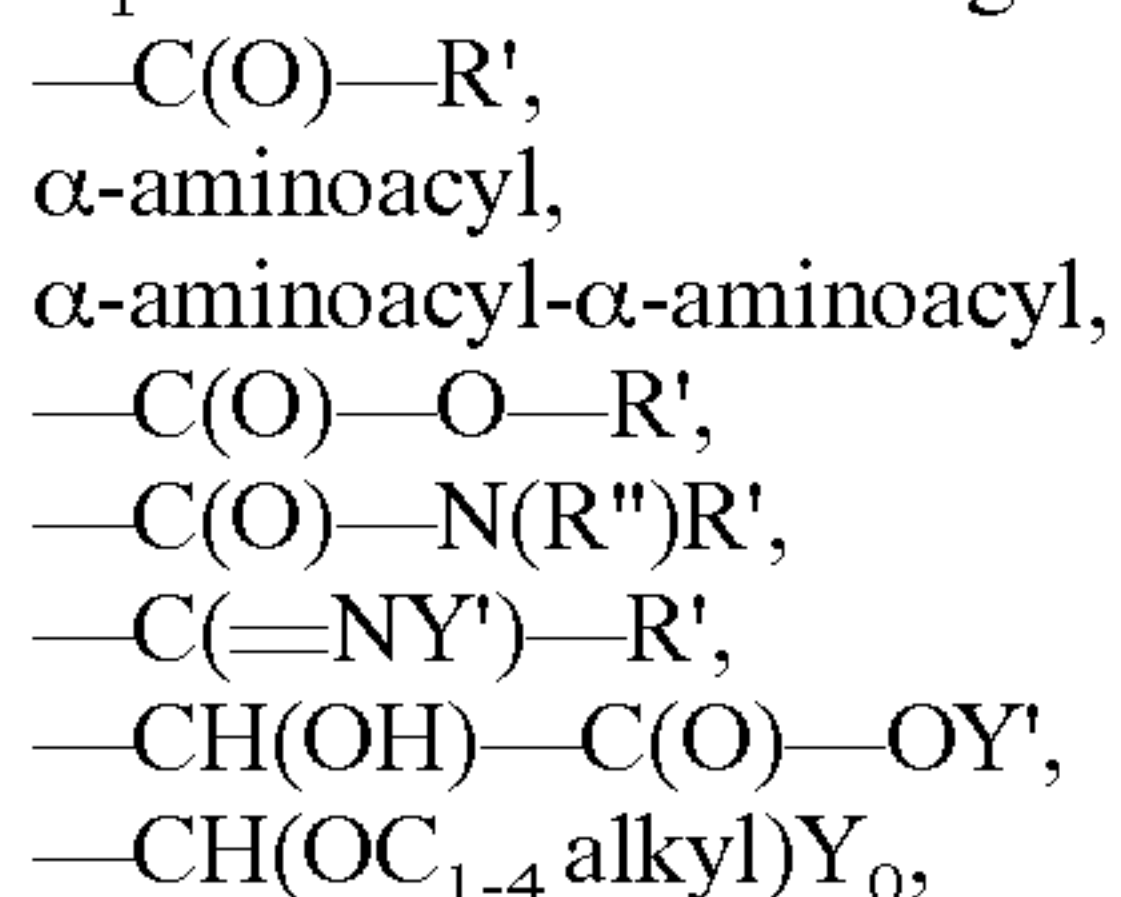 —C(O)—R',
α-aminoacyl,
α-aminoacyl-α-aminoacyl,
—C(O)—O—R',
—C(O)—N(R")R',
—C(═NY')—R',
—CH(OH)—C(O)—OY',
—CH(OC₁₋₄ alkyl)Y₀,